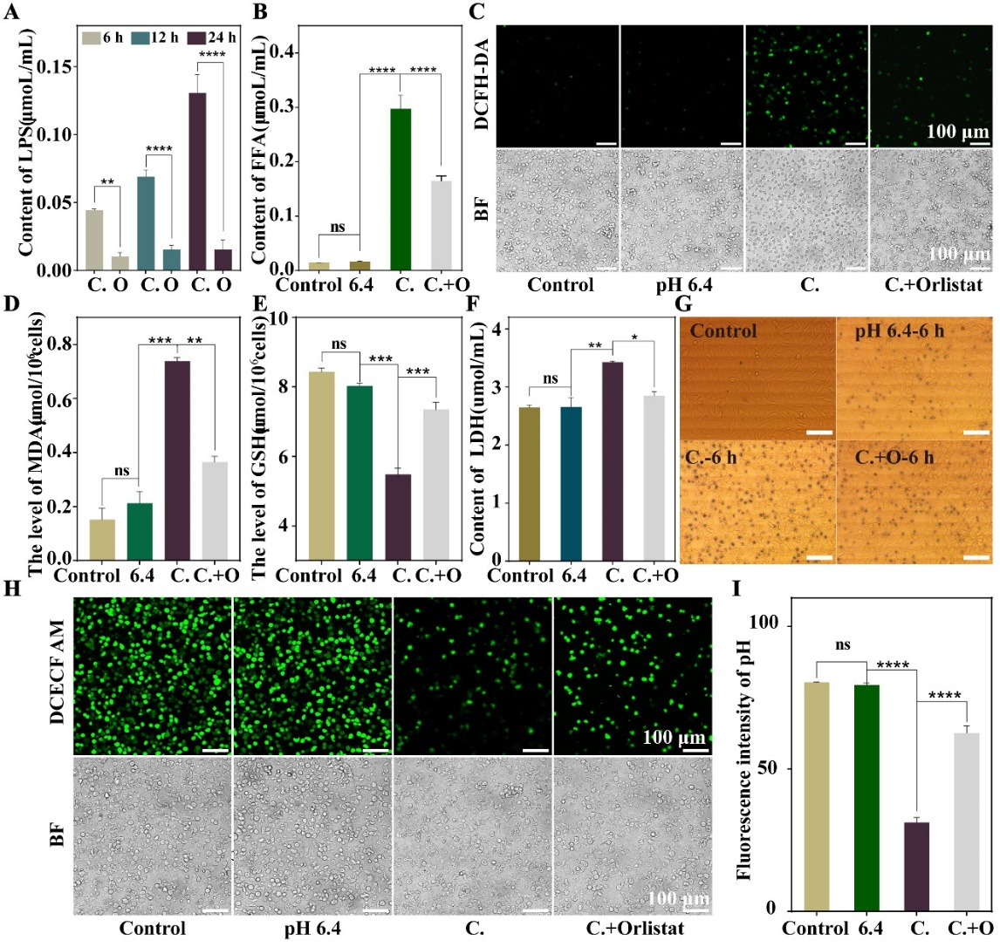 A
Content of LPS(μmoL/mL)
6 h 12 h 24 h
0.15
0.10
0.05
0.00
**
****
****
C. O C. O C. O
B
Content of FFA(μmoL/mL)
0.4
0.3
0.2
0.1
0.0
ns
**** ****
Control 6.4 C. C.+O
C
DCFH-DA
100 μm
BF
100 μm
Control pH 6.4 C. C.+Orlistat
D
The level of MDA(μmol/10⁶cells)
0.8
0.6
0.4
0.2
0.0
ns
*** **
Control 6.4 C. C.+O
E
The level of GSH(μmol/10⁶cells)
10
8
6
4
ns
***
***
Control 6.4 C. C.+O
F
Content of LDH(umol/mL)
4
3
2
1
0
ns
**
*
Control 6.4 C. C.+O
G
Control pH 6.4-6 h
C.-6 h C.+O-6 h
H
DCECF AM
100 μm
BF
100 μm
Control pH 6.4 C. C.+Orlistat
I
Fluorescence intensity of pH
100
50
0
ns
****
****
Control 6.4 C. C.+O